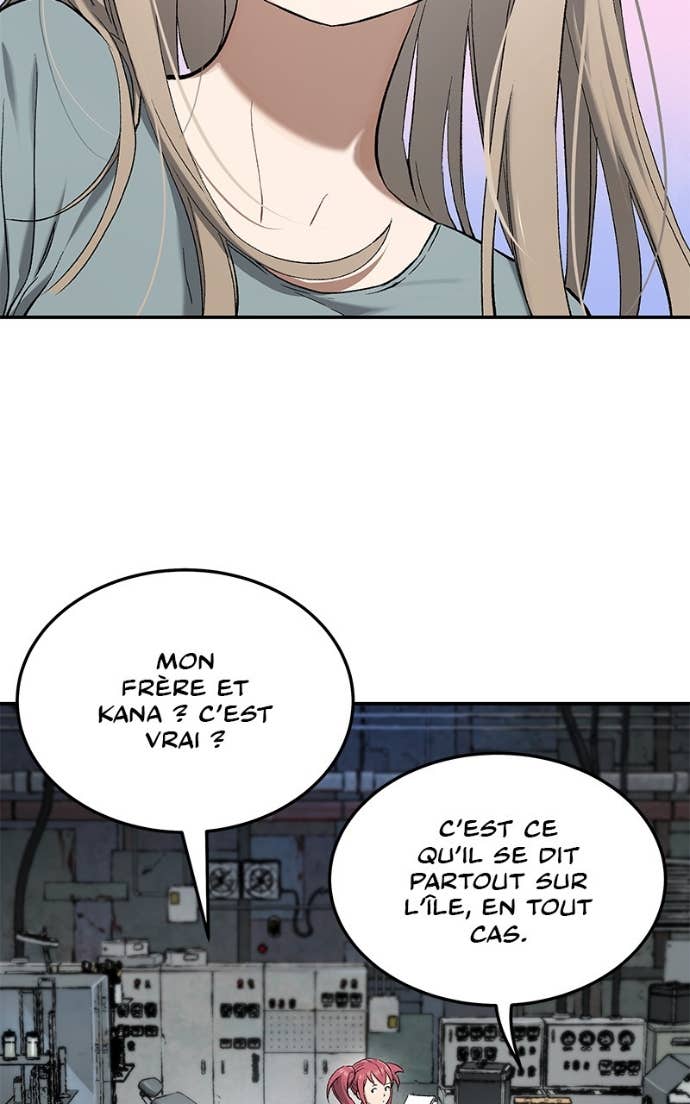 MON
FRÈRE ET
KANA ? C'EST
VRAI ?
C'EST CE
QU'IL SE DIT
PARTOUT SUR
L'ÎLE, EN TOUT
CAS.